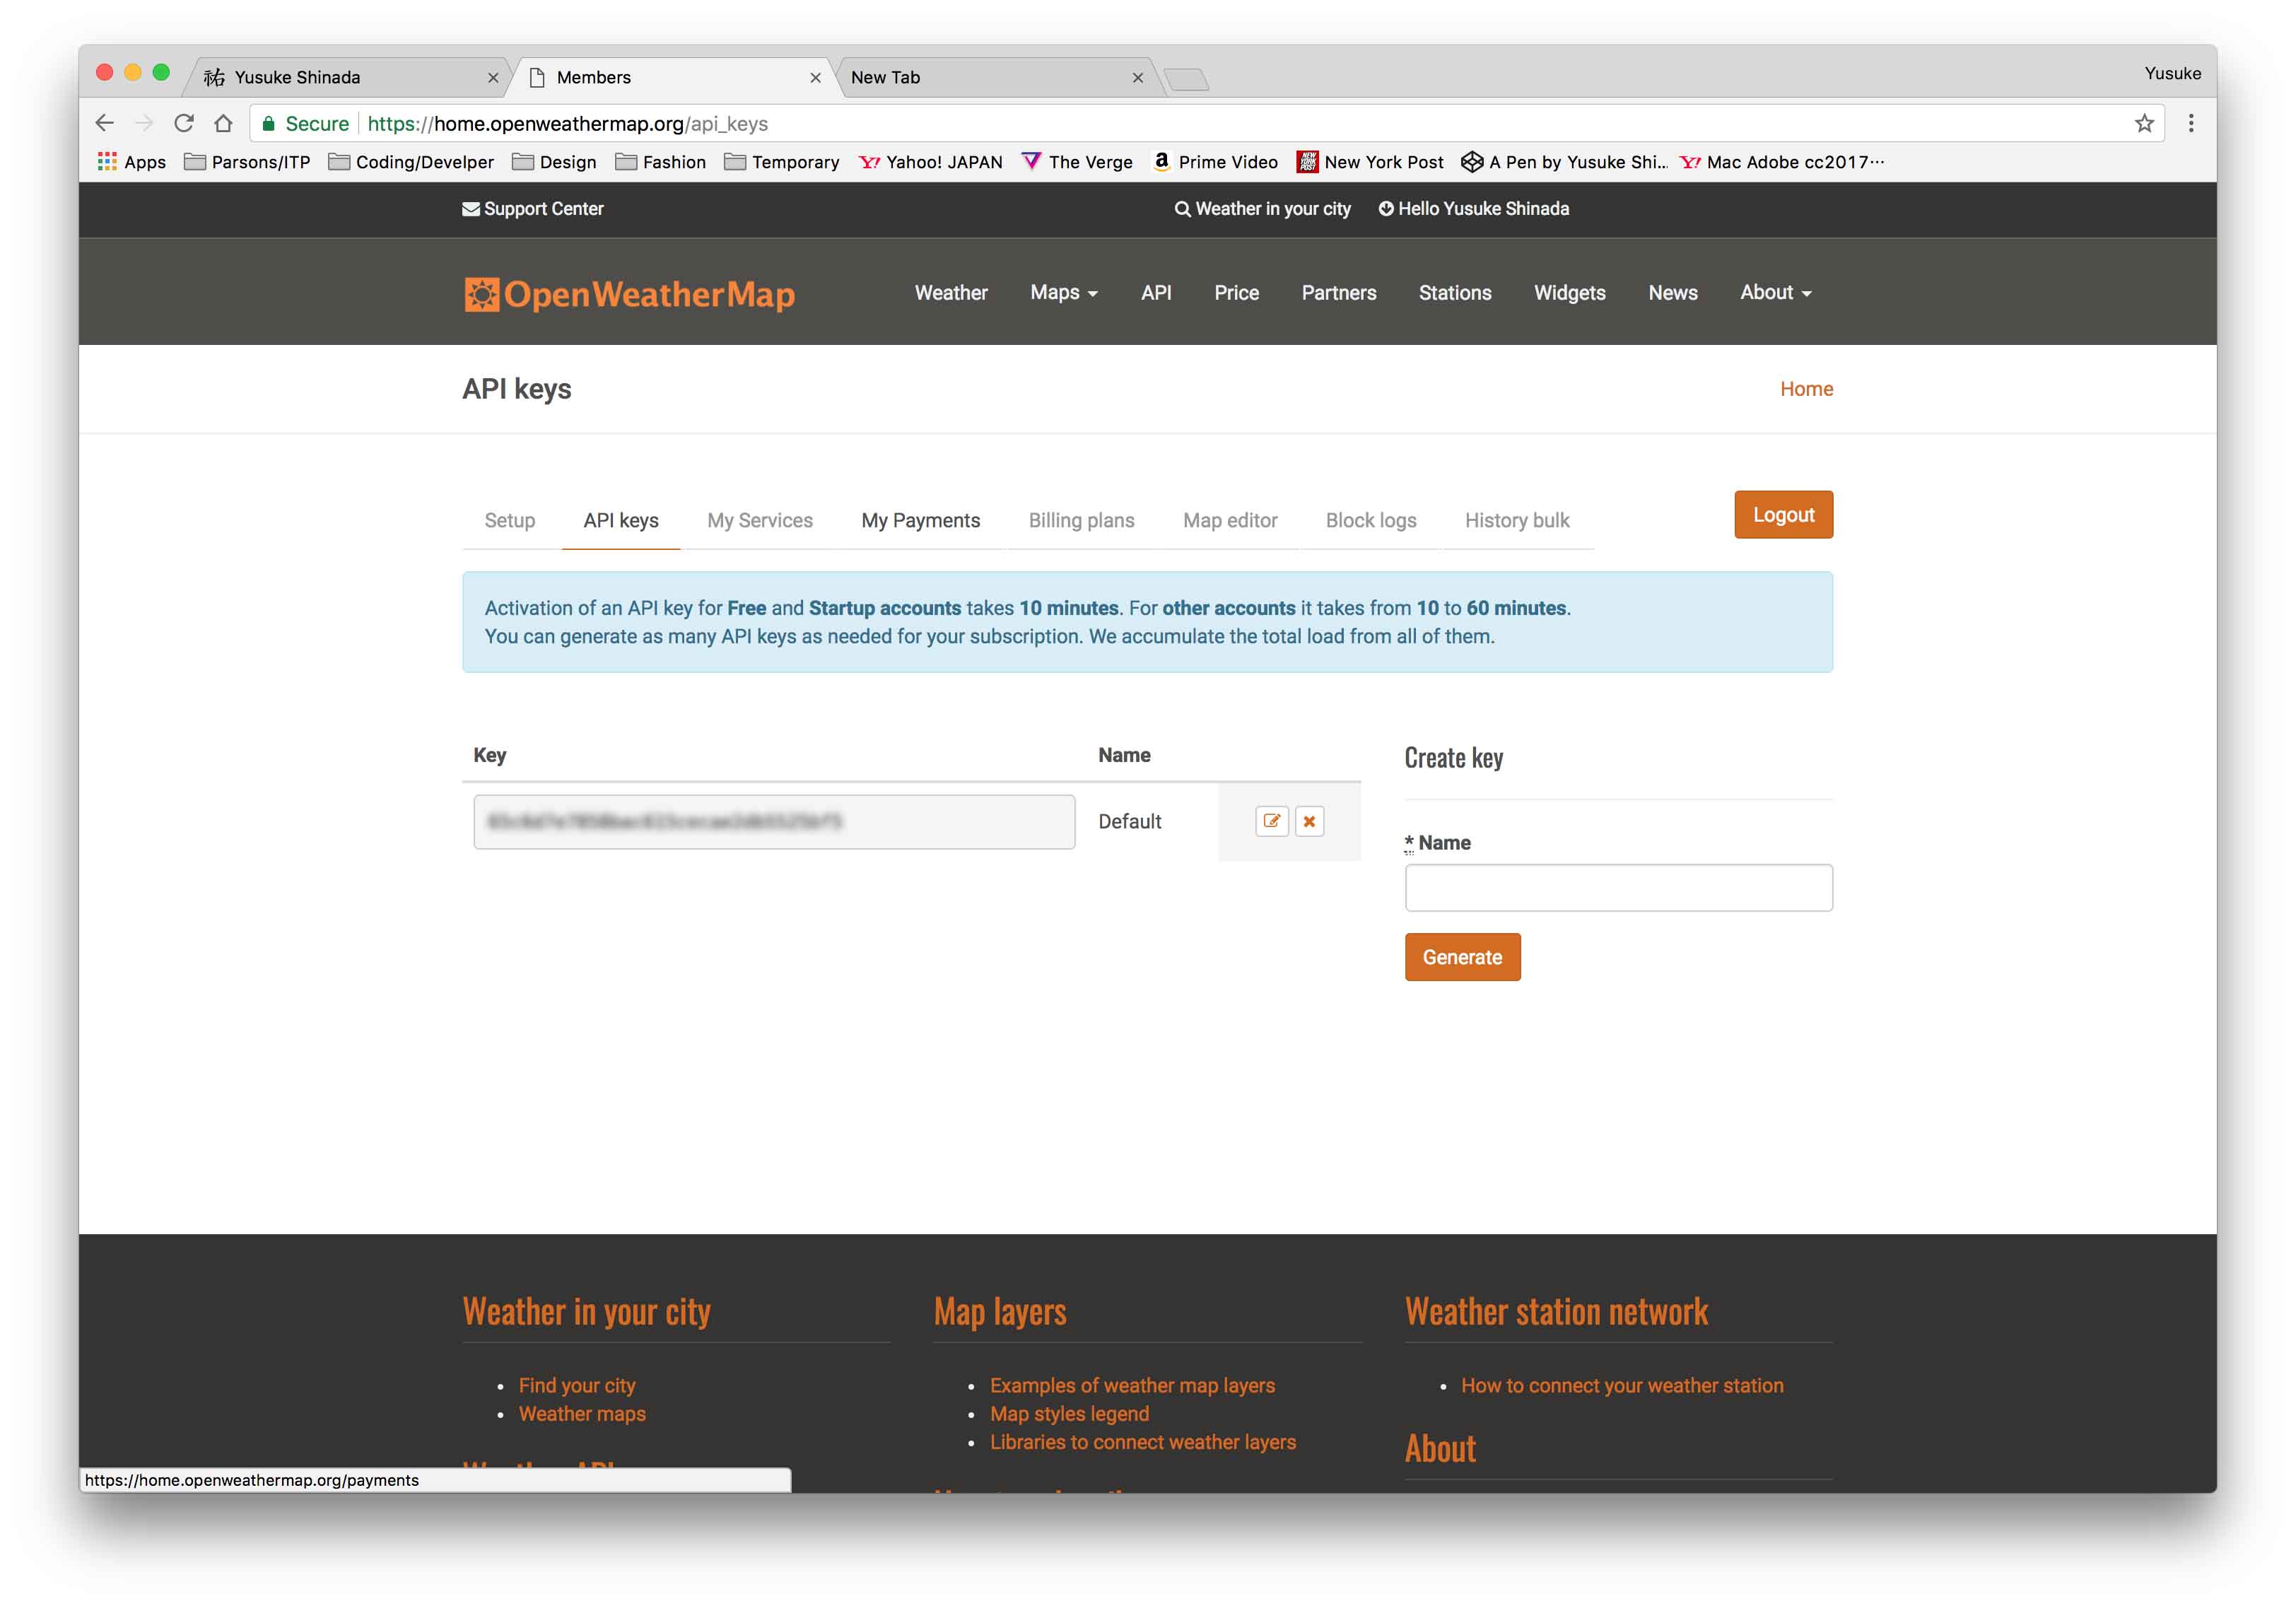 祐 Yusuke Shinada
Members
New Tab
Yusuke
Secure https://home.openweathermap.org/api_keys
Apps Parsons/ITP Coding/Develper Design Fashion Temporary Yahoo! JAPAN The Verge Prime Video New York Post A Pen by Yusuke Shi... Mac Adobe cc2017···
Support Center Weather in your city Hello Yusuke Shinada
OpenWeatherMap Weather Maps API Price Partners Stations Widgets News About
API keys Home
Setup API keys My Services My Payments Billing plans Map editor Block logs History bulk Logout
Activation of an API key for Free and Startup accounts takes 10 minutes. For other accounts it takes from 10 to 60 minutes.
You can generate as many API keys as needed for your subscription. We accumulate the total load from all of them.
Key Name
Default
Create key
* Name
Generate
Weather in your city
Find your city
Weather maps
Map layers
Examples of weather map layers
Map styles legend
Libraries to connect weather layers
Weather station network
How to connect your weather station
About
https://home.openweathermap.org/payments